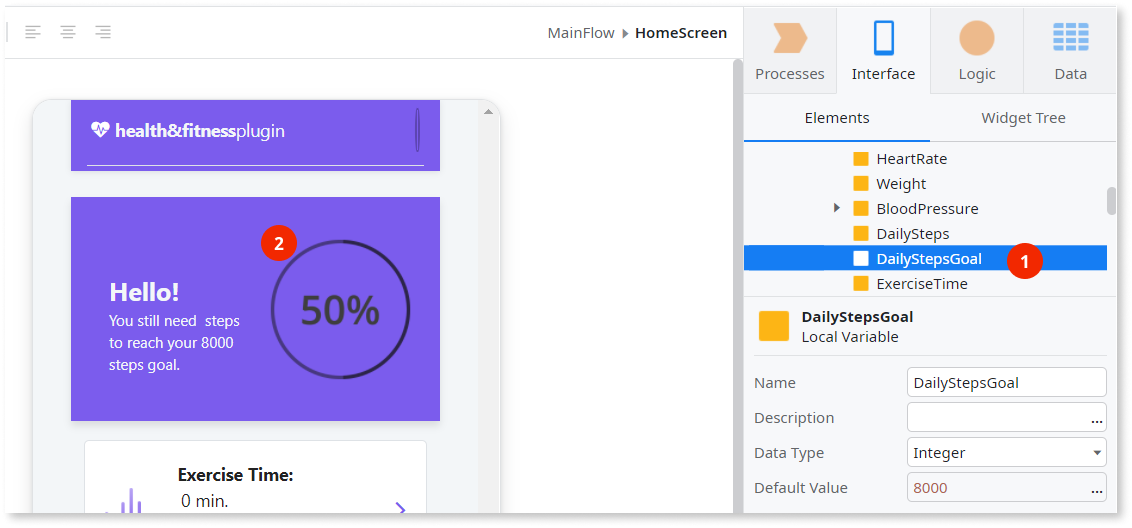 MainFlow ▸ HomeScreen
Processes
Interface
Logic
Data
Elements
Widget Tree
health&fitnessplugin
HeartRate
Weight
BloodPressure
DailySteps
DailyStepsGoal
1
ExerciseTime
2
Hello!
You still need  steps
to reach your 8000
steps goal.
50%
Exercise Time:
0 min.
DailyStepsGoal
Local Variable
Name
DailyStepsGoal
Description
...
Data Type
Integer
Default Value
8000
...